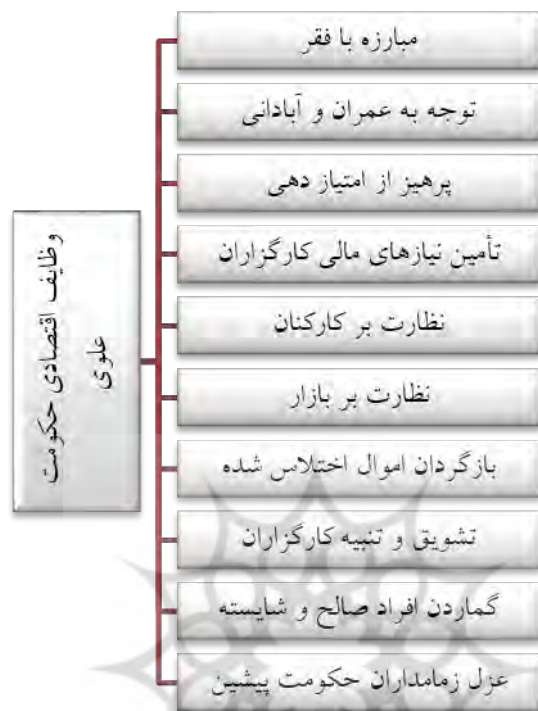 وظایف اقتصادی حکومت
علوی
مبارزه با فقر
توجه به عمران و آبادانی
پرهیز از امتیاز دهی
تأمین نیازهای مالی کارگزاران
نظارت بر کارکنان
نظارت بر بازار
بازگردان اموال اختلاس شده
تشویق و تنبیه کارگزاران
گماردن افراد صالح و شایسته
عزل زمامداران حکومت پیشین